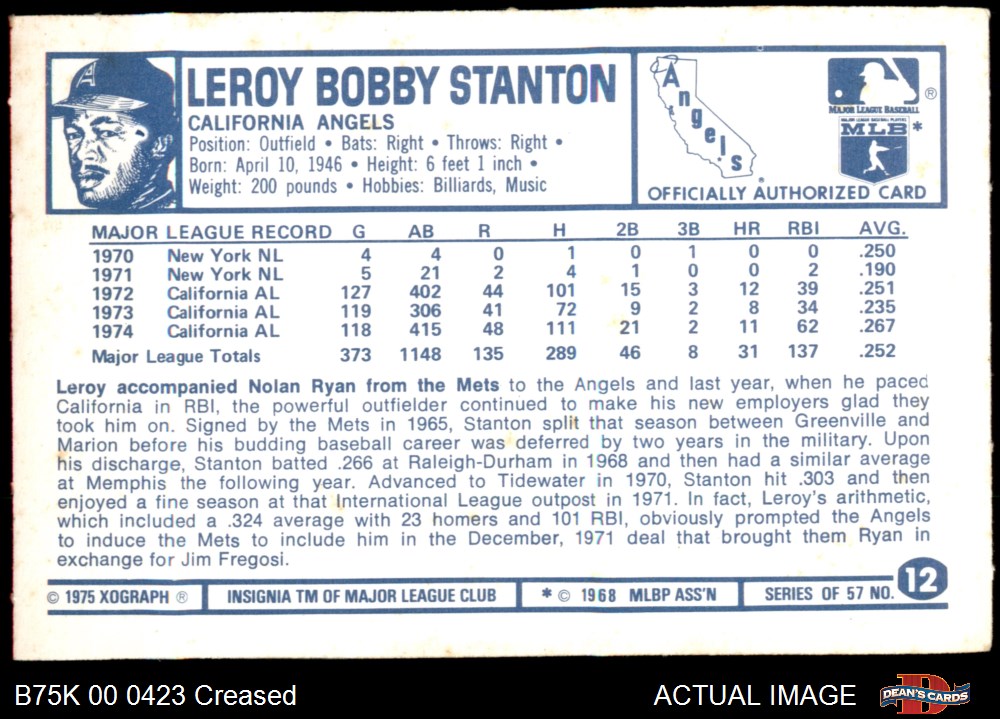 LEROY BOBBY STANTON
CALIFORNIA ANGELS
Position: Outfield • Bats: Right • Throws: Right •
Born: April 10, 1946 • Height: 6 feet 1 inch •
Weight: 200 pounds • Hobbies: Billiards, Music
A
Angels
MAJOR LEAGUE BASEBALL ®
MAJOR LEAGUE BASEBALL PLAYERS
MLB *
OFFICIALLY AUTHORIZED CARD
MAJOR LEAGUE RECORD G AB R H 2B 3B HR RBI AVG.
1970 New York NL 4 4 0 1 0 1 0 0 .250
1971 New York NL 5 21 2 4 1 0 0 2 .190
1972 California AL 127 402 44 101 15 3 12 39 .251
1973 California AL 119 306 41 72 9 2 8 34 .235
1974 California AL 118 415 48 111 21 2 11 62 .267
Major League Totals 373 1148 135 289 46 8 31 137 .252
Leroy accompanied Nolan Ryan from the Mets to the Angels and last year, when he paced
California in RBI, the powerful outfielder continued to make his new employers glad they
took him on. Signed by the Mets in 1965, Stanton split that season between Greenville and
Marion before his budding baseball career was deferred by two years in the military. Upon
his discharge, Stanton batted .266 at Raleigh-Durham in 1968 and then had a similar average
at Memphis the following year. Advanced to Tidewater in 1970, Stanton hit .303 and then
enjoyed a fine season at that International League outpost in 1971. In fact, Leroy's arithmetic,
which included a .324 average with 23 homers and 101 RBI, obviously prompted the Angels
to induce the Mets to include him in the December, 1971 deal that brought them Ryan in
exchange for Jim Fregosi.
© 1975 XOGRAPH ® INSIGNIA TM OF MAJOR LEAGUE CLUB * © 1968 MLBP ASS'N SERIES OF 57 NO. 12
B75K 00 0423 Creased ACTUAL IMAGE DEAN'S CARDS